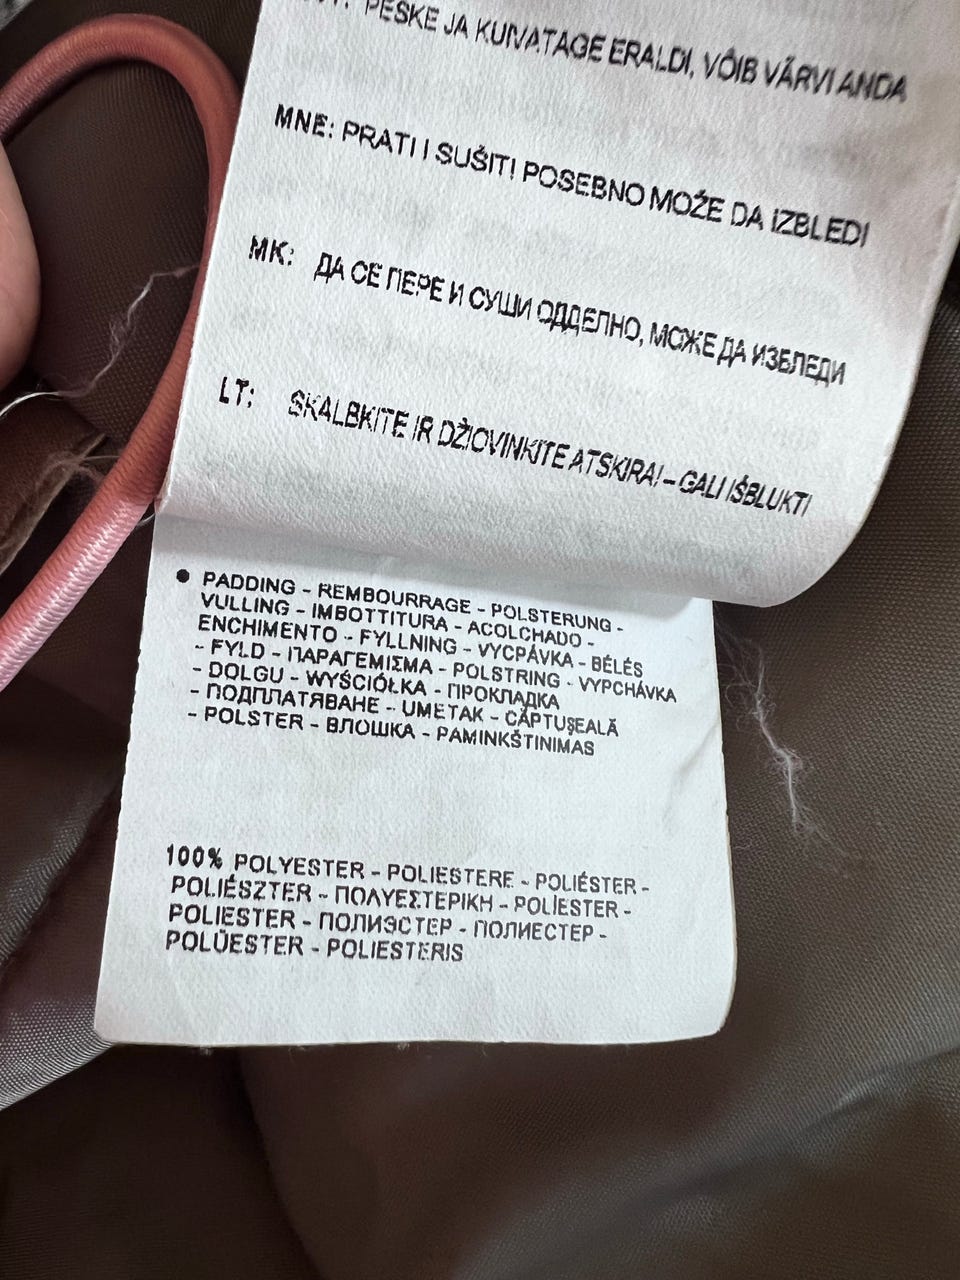 PESKE JA KUIVATAGE ERALDI, VÕIB VÄRVI ANDA
MNE: PRATI I SUŠITI POSEBNO MOŽE DA IZBLEDI
MK: ДА СЕ ПЕРЕ И СУШИ ОДДЕЛНО, МОЖЕ ДА ИЗБЛЕДИ
LT: SKALBKITE IR DŽIOVINKITE ATSKIRAI – GALI IŠBLUKTI
• PADDING - REMBOURRAGE - POLSTERUNG -
VULLING - IMBOTTITURA - ACOLCHADO -
ENCHIMENTO - FYLLNING - VYCPÁVKA - BÉLÉS
- FYLD - ΠΑΡΑΓΕΜΙΣΜΑ - POLSTRING - VYPCHÁVKA
- DOLGU - WYŚCIÓŁKA - ПРОКЛАДКА
- ПОДПЛАТЯВАНЕ - UMETAK - CĂPTUŞEALĂ
- POLSTER - ВЛОШКА - PAMINKŠTINIMAS
100% POLYESTER - POLIESTERE - POLIÉSTER -
POLIÉSZTER - ΠΟΛΥΕΣΤΕΡΙΚΗ - POLİESTER -
POLIESTER - ПОЛИЭСТЕР - ПОЛИЕСТЕР -
POLÜESTER - POLIESTERIS